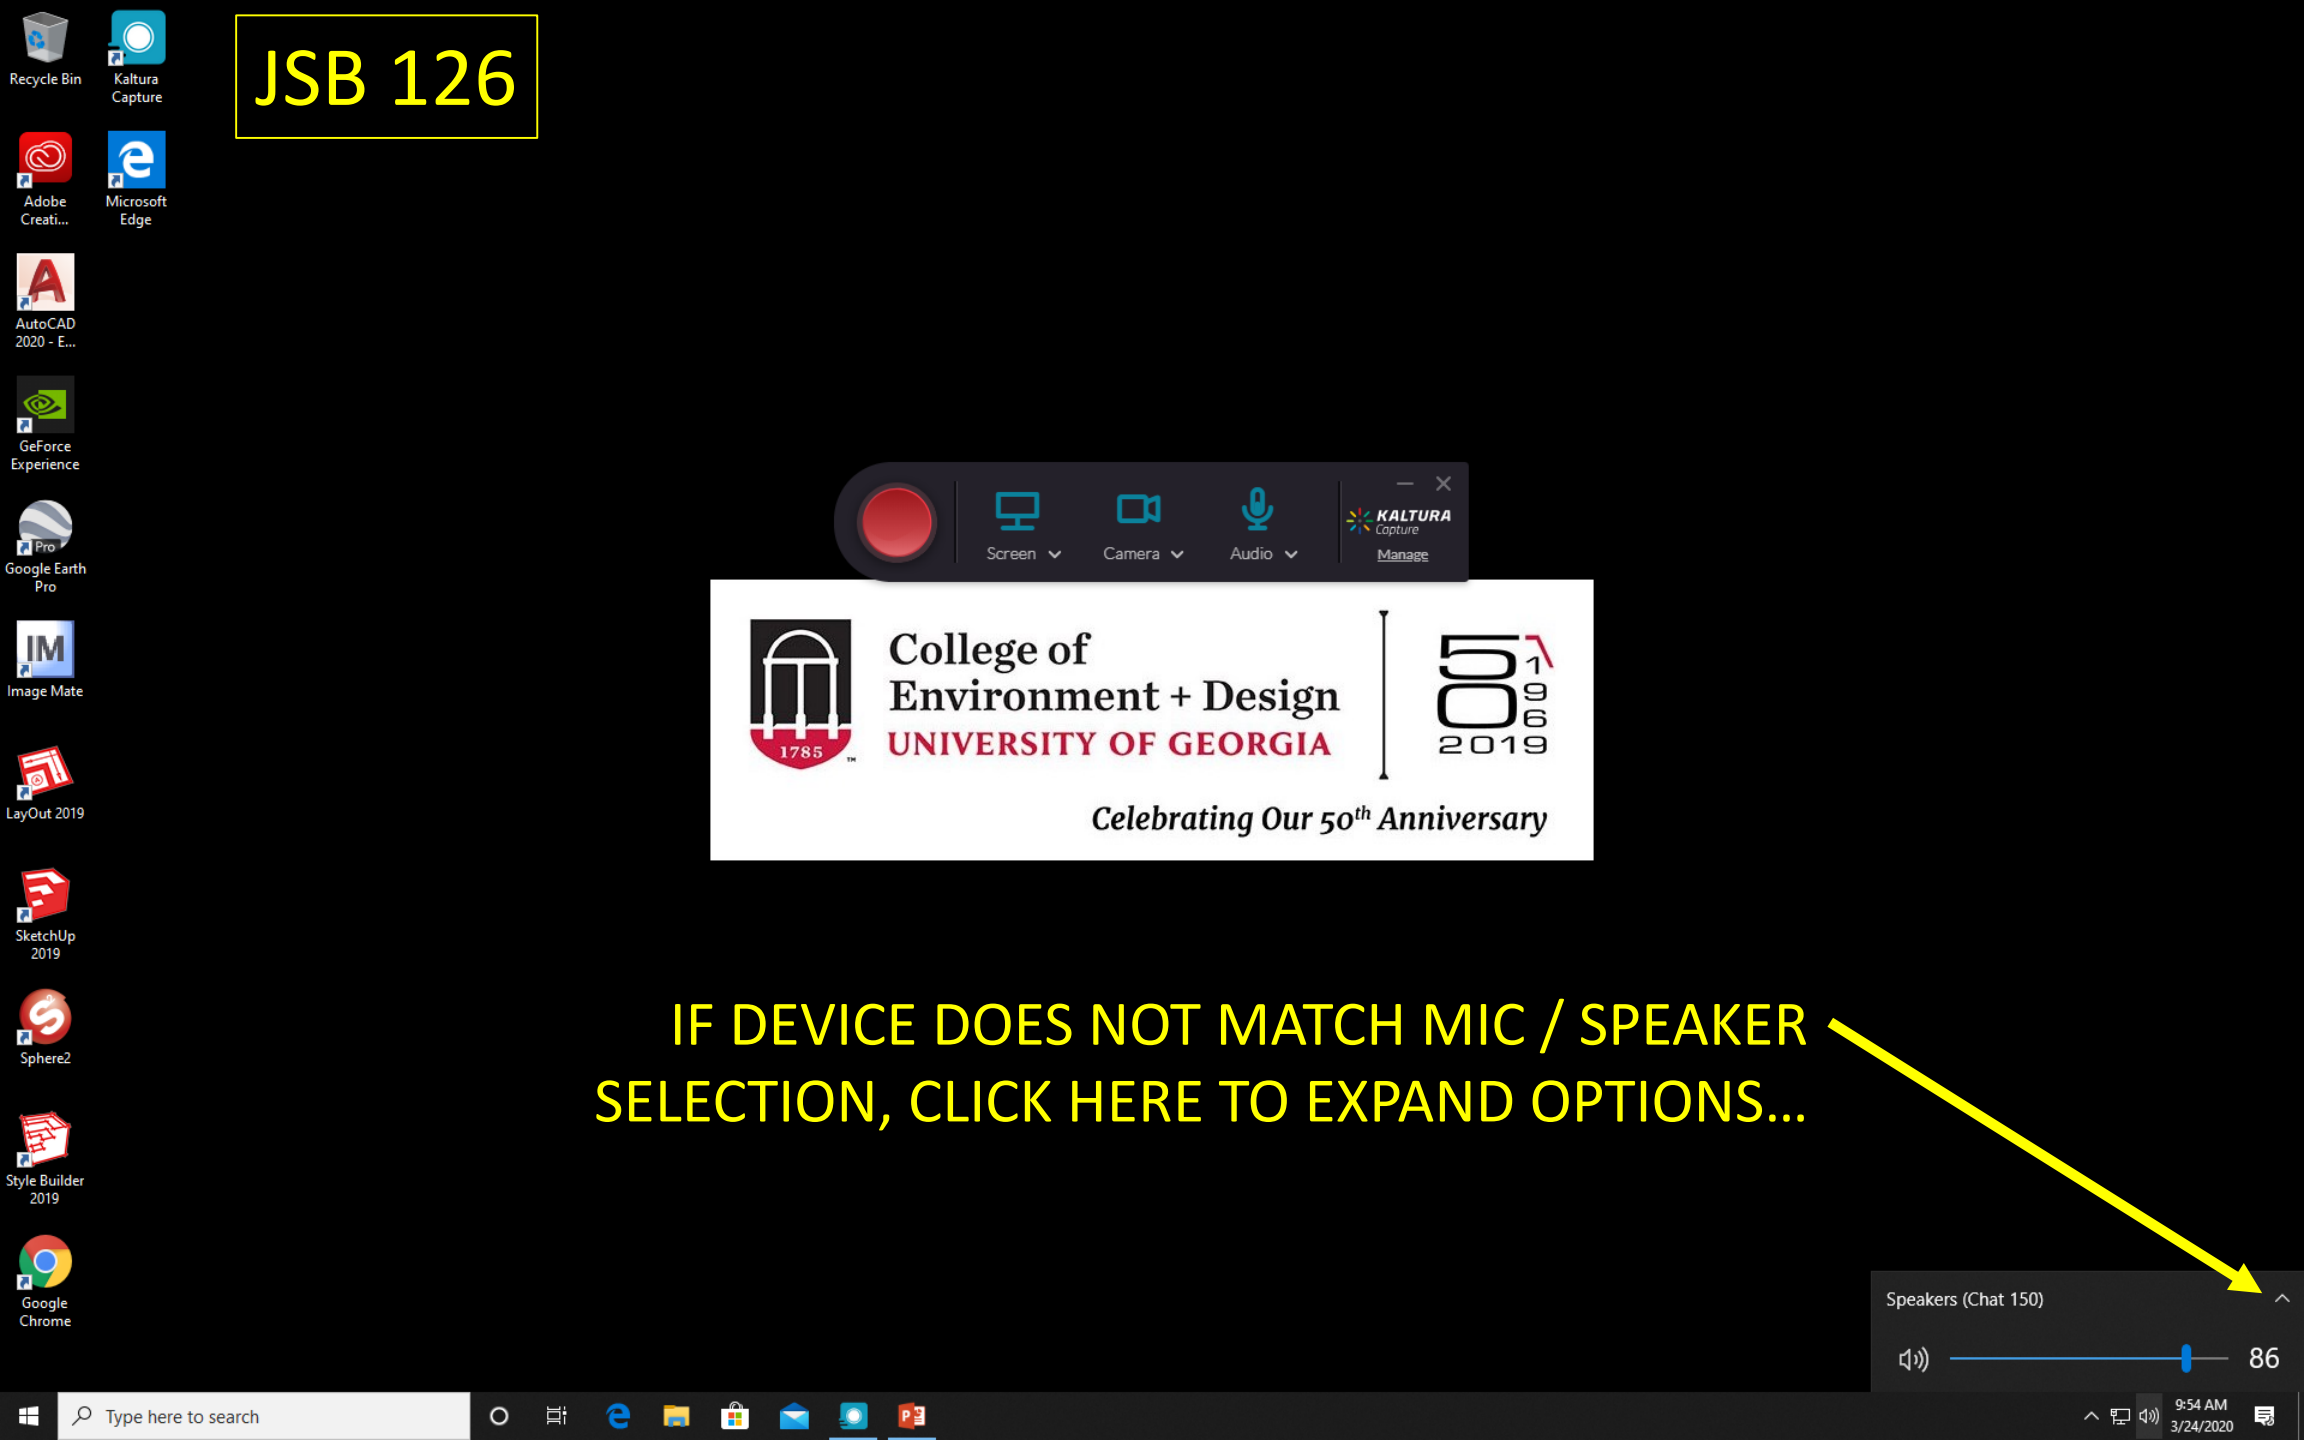 Recycle Bin
Kaltura
Capture
JSB 126
Adobe
Creati...
Microsoft
Edge
AutoCAD
2020 - E...
GeForce
Experience
Pro
Google Earth
Pro
IM
Image Mate
LayOut 2019
SketchUp
2019
Sphere2
Style Builder
2019
Google
Chrome
Screen
Camera
Audio
KALTURA
Capture
Manage
1785
TM
College of
Environment + Design
UNIVERSITY OF GEORGIA
50
1969
2019
Celebrating Our 50th Anniversary
IF DEVICE DOES NOT MATCH MIC / SPEAKER
SELECTION, CLICK HERE TO EXPAND OPTIONS...
Speakers (Chat 150)
86
Type here to search
9:54 AM
3/24/2020